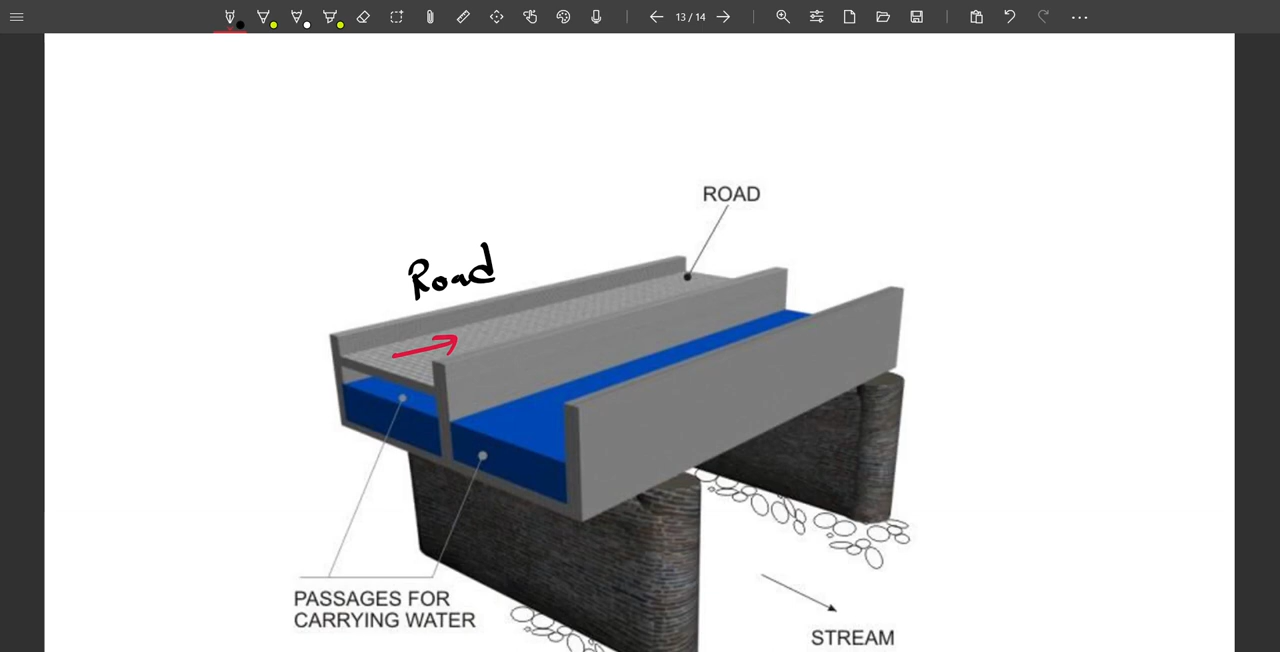 13 / 14
ROAD
Road
PASSAGES FOR
CARRYING WATER
STREAM